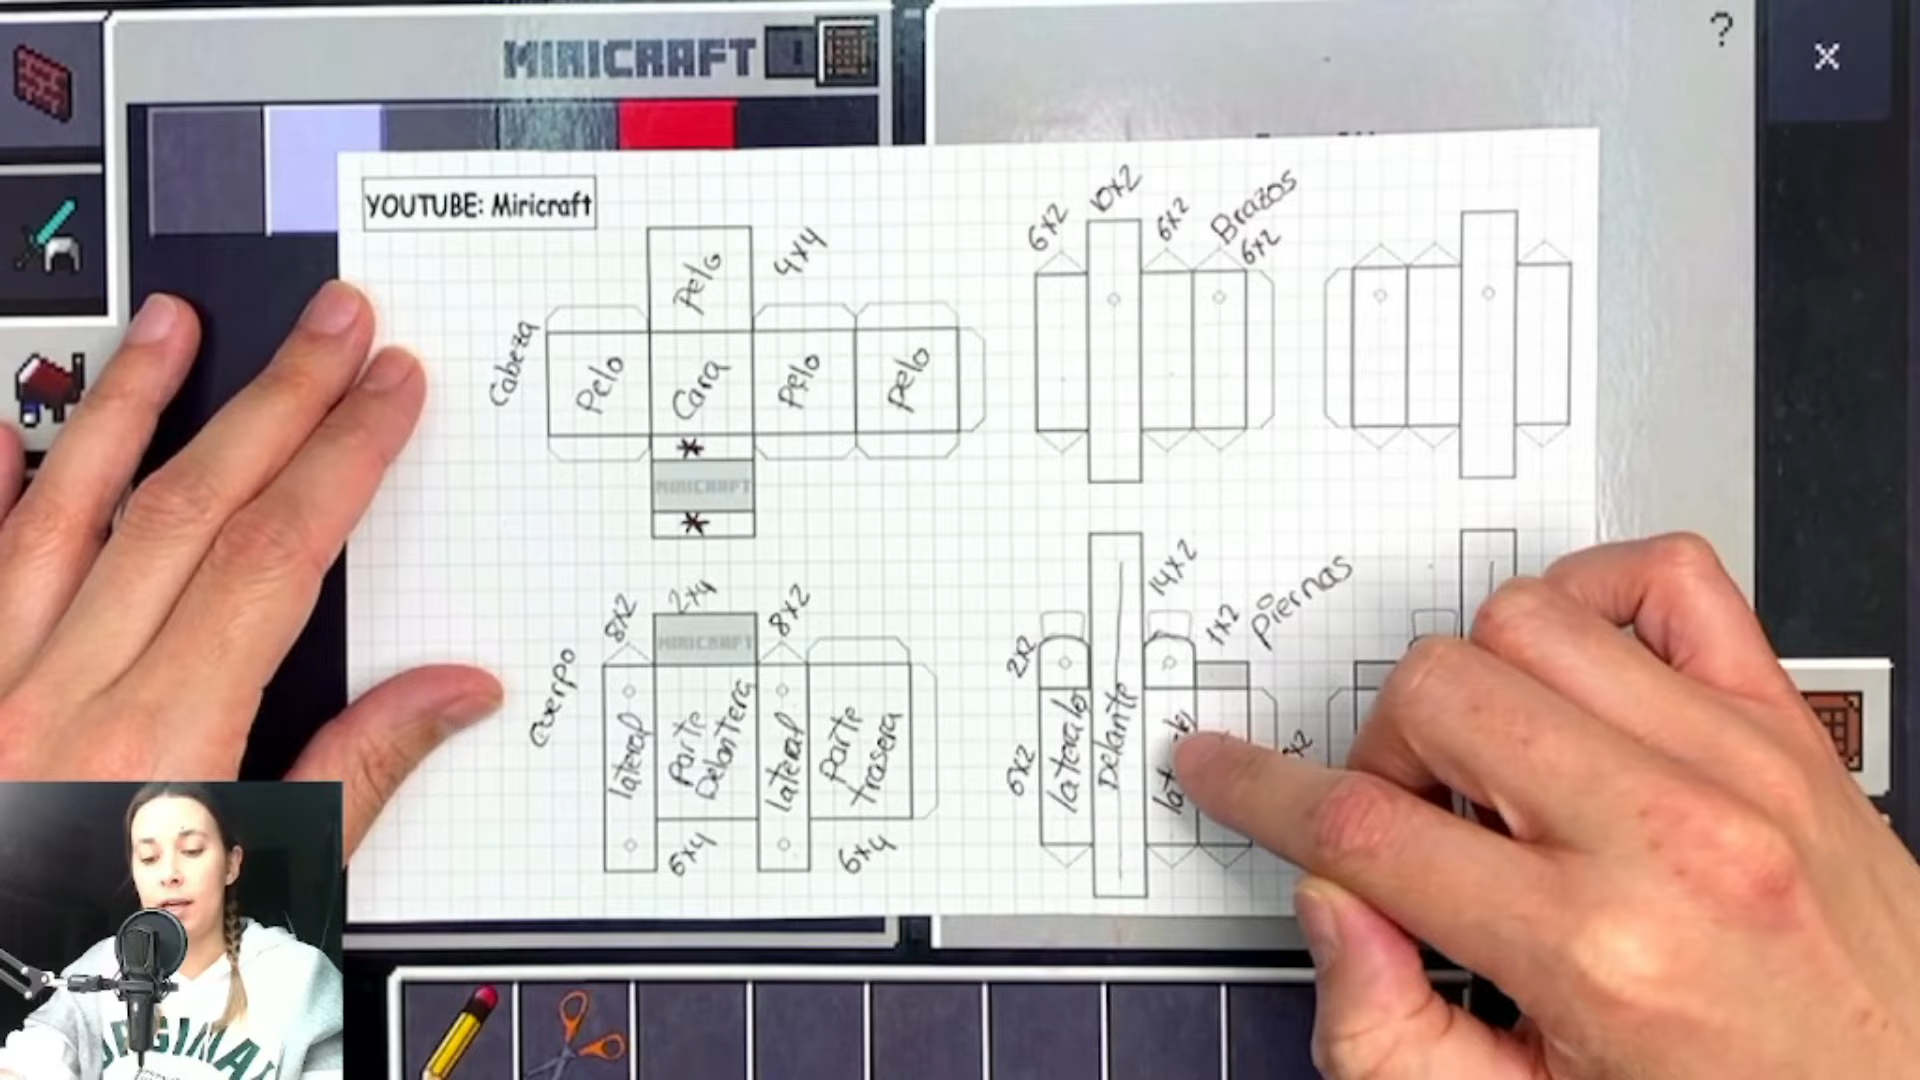 MIRICRAFT
?
X
YOUTUBE: Miricraft
Cabeza
Pelo
4x4
Pelo
Cara
Pelo
Pelo
*
MIRICRAFT
*
6x2
10x2
6x2
Brazos
6x2
Cuerpo
8x2
2x4
8x2
MIRICRAFT
lateral
parte
Delantera
lateral
parte
trasera
6x4
6x4
14x2
1x2
Piernas
2x2
6x2
lateralo
Delante